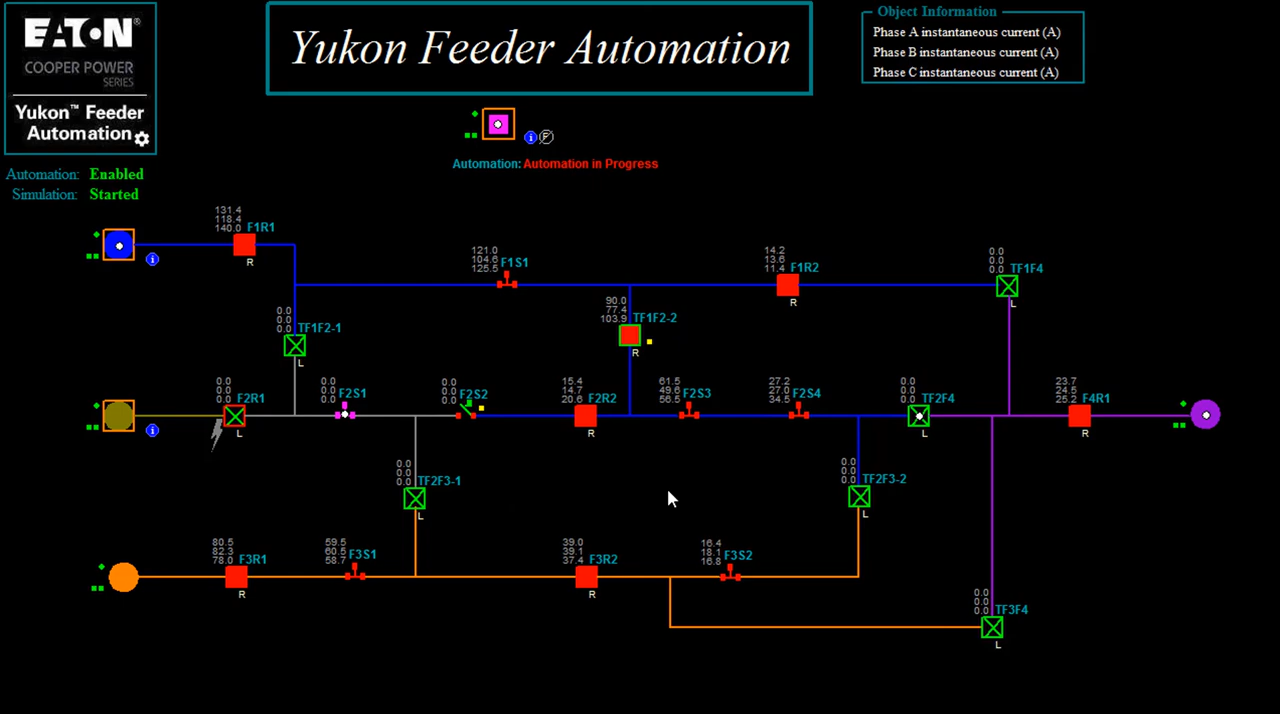 EATON
COOPER POWER
SERIES
Yukon™ Feeder
Automation
Automation: Enabled
Simulation: Started
Yukon Feeder Automation
Object Information
Phase A instantaneous current (A)
Phase B instantaneous current (A)
Phase C instantaneous current (A)
i F
Automation: Automation in Progress
131.4
118.4
140.0
F1R1
R
i
121.0
104.6
125.5
F1S1
14.2
13.6
11.4
F1R2
R
0.0
0.0
0.0
TF1F4
L
0.0
0.0
0.0
TF1F2-1
L
90.0
77.4
103.9
TF1F2-2
R
0.0
0.0
0.0
F2R1
L
i
0.0
0.0
0.0
F2S1
0.0
0.0
0.0
F2S2
15.4
14.7
20.6
F2R2
R
61.5
49.6
56.5
F2S3
27.2
27.0
34.5
F2S4
0.0
0.0
0.0
TF2F4
L
23.7
24.5
25.2
F4R1
R
0.0
0.0
0.0
TF2F3-1
L
0.0
0.0
0.0
TF2F3-2
L
80.5
82.3
78.0
F3R1
R
59.5
60.5
58.7
F3S1
39.0
39.1
37.4
F3R2
R
16.4
18.1
16.8
F3S2
0.0
0.0
0.0
TF3F4
L